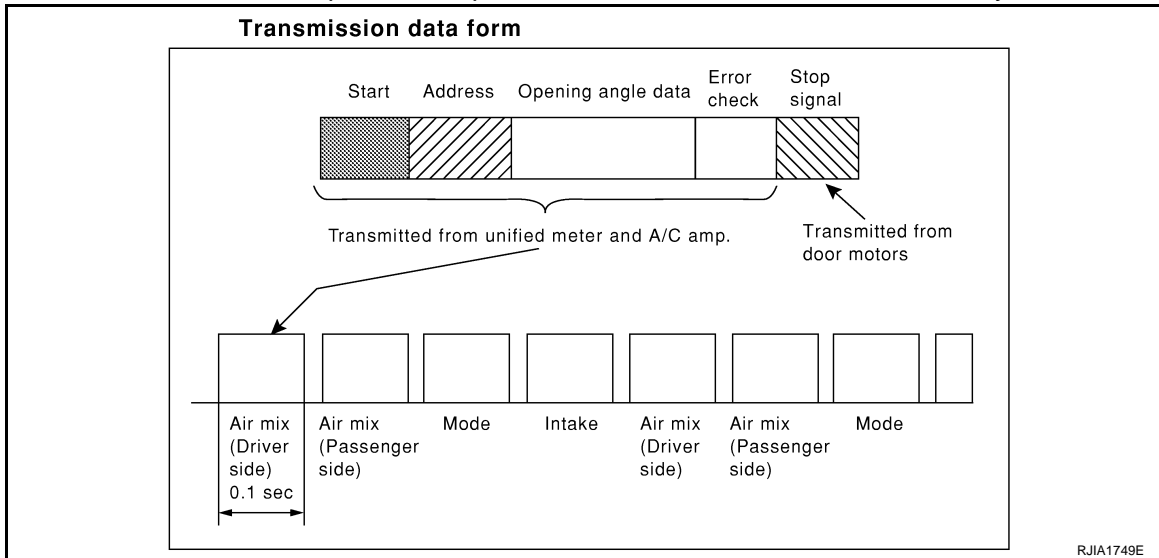 Transmission data form
Start
Address
Opening angle data
Error
check
Stop
signal
Transmitted from unified meter and A/C amp.
Transmitted from
door motors
Air mix
(Driver
side)
0.1 sec
Air mix
(Passenger
side)
Mode
Intake
Air mix
(Driver
side)
Air mix
(Passenger
side)
Mode
RJIA1749E